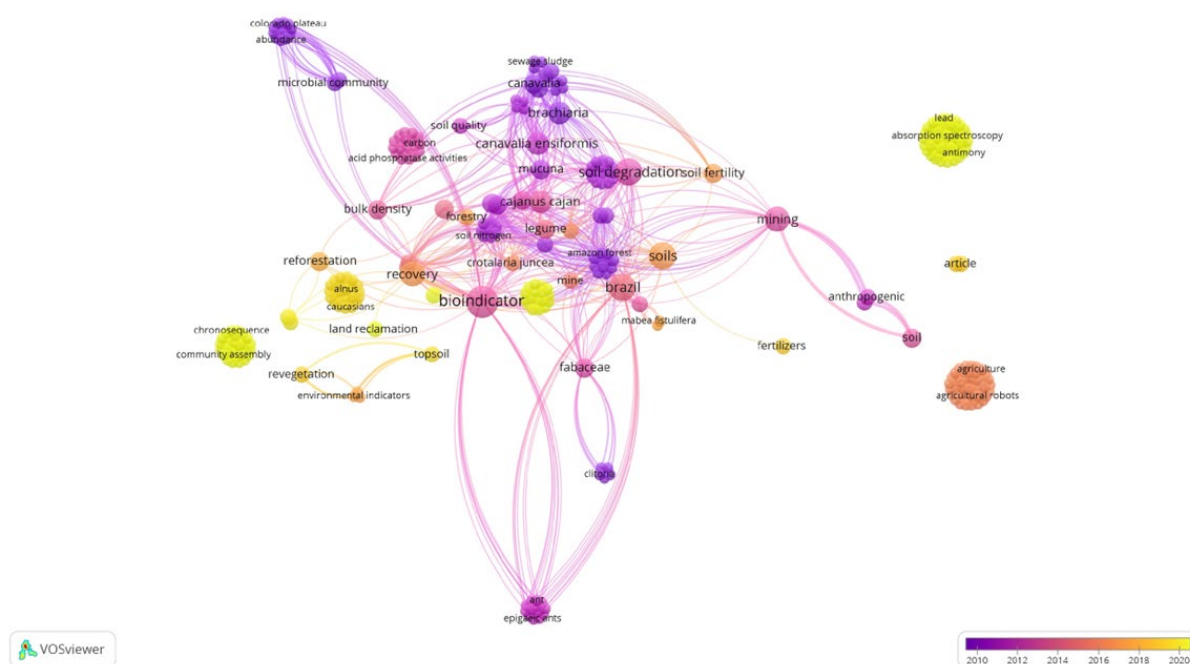 colorado plateau
abundance
microbial community
sewage sludge
canavalia
brachiaria
soil quality
carbon
acid phosphatase activities
canavalia ensiformis
mucuna
soil degradation
soil fertility
lead
absorption spectroscopy
antimony
bulk density
forestry
cajanus cajan
soil nitrogen
legume
mining
reforestation
recovery
crotalaria juncea
amazon forest
soils
article
alnus
caucasians
bioindicator
mine
brazil
anthropogenic
chronosequence
community assembly
land reclamation
mabea fistulifera
soil
topsoil
fertilizers
revegetation
environmental indicators
fabaceae
agriculture
agricultural robots
clitoria
ant
epigaeic ants
VOSviewer
2010 2012 2014 2016 2018 2020